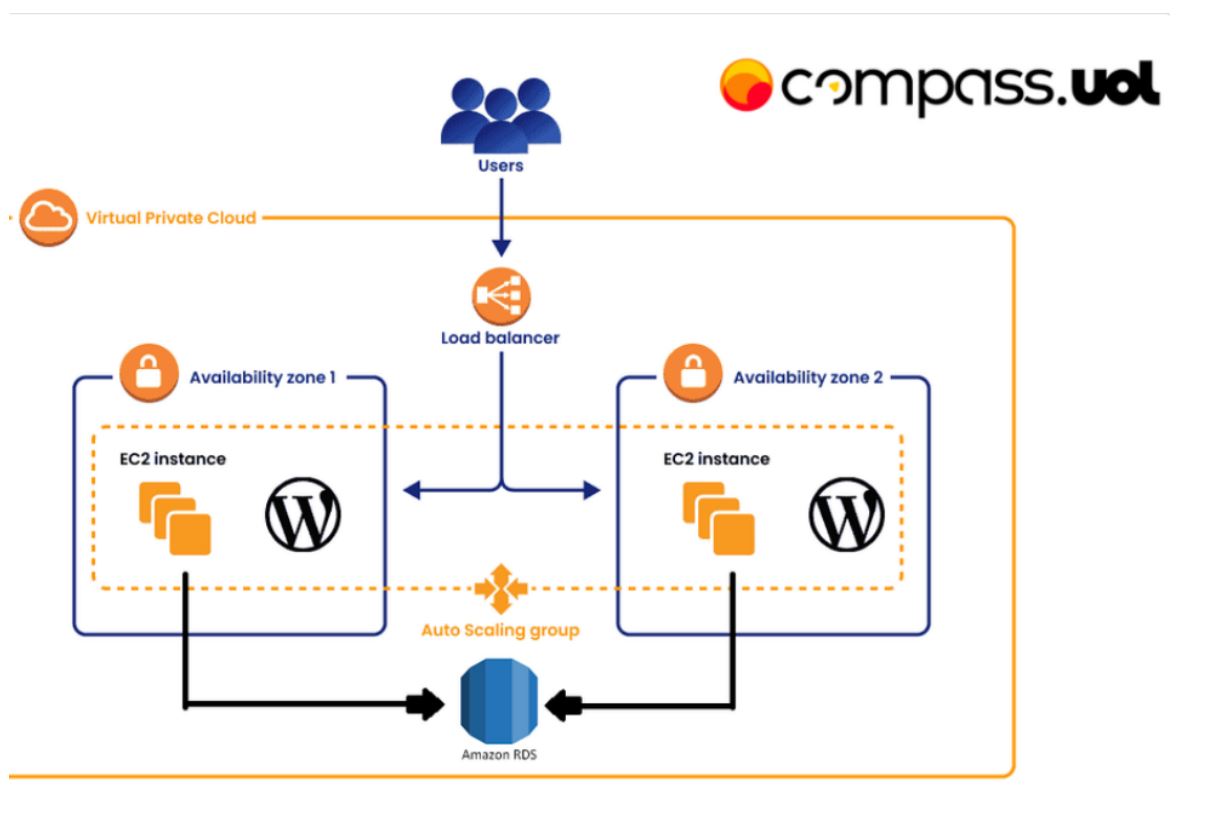 compass.uol
Users
Virtual Private Cloud
Load balancer
Availability zone 1
Availability zone 2
EC2 instance
EC2 instance
Auto Scaling group
Amazon RDS